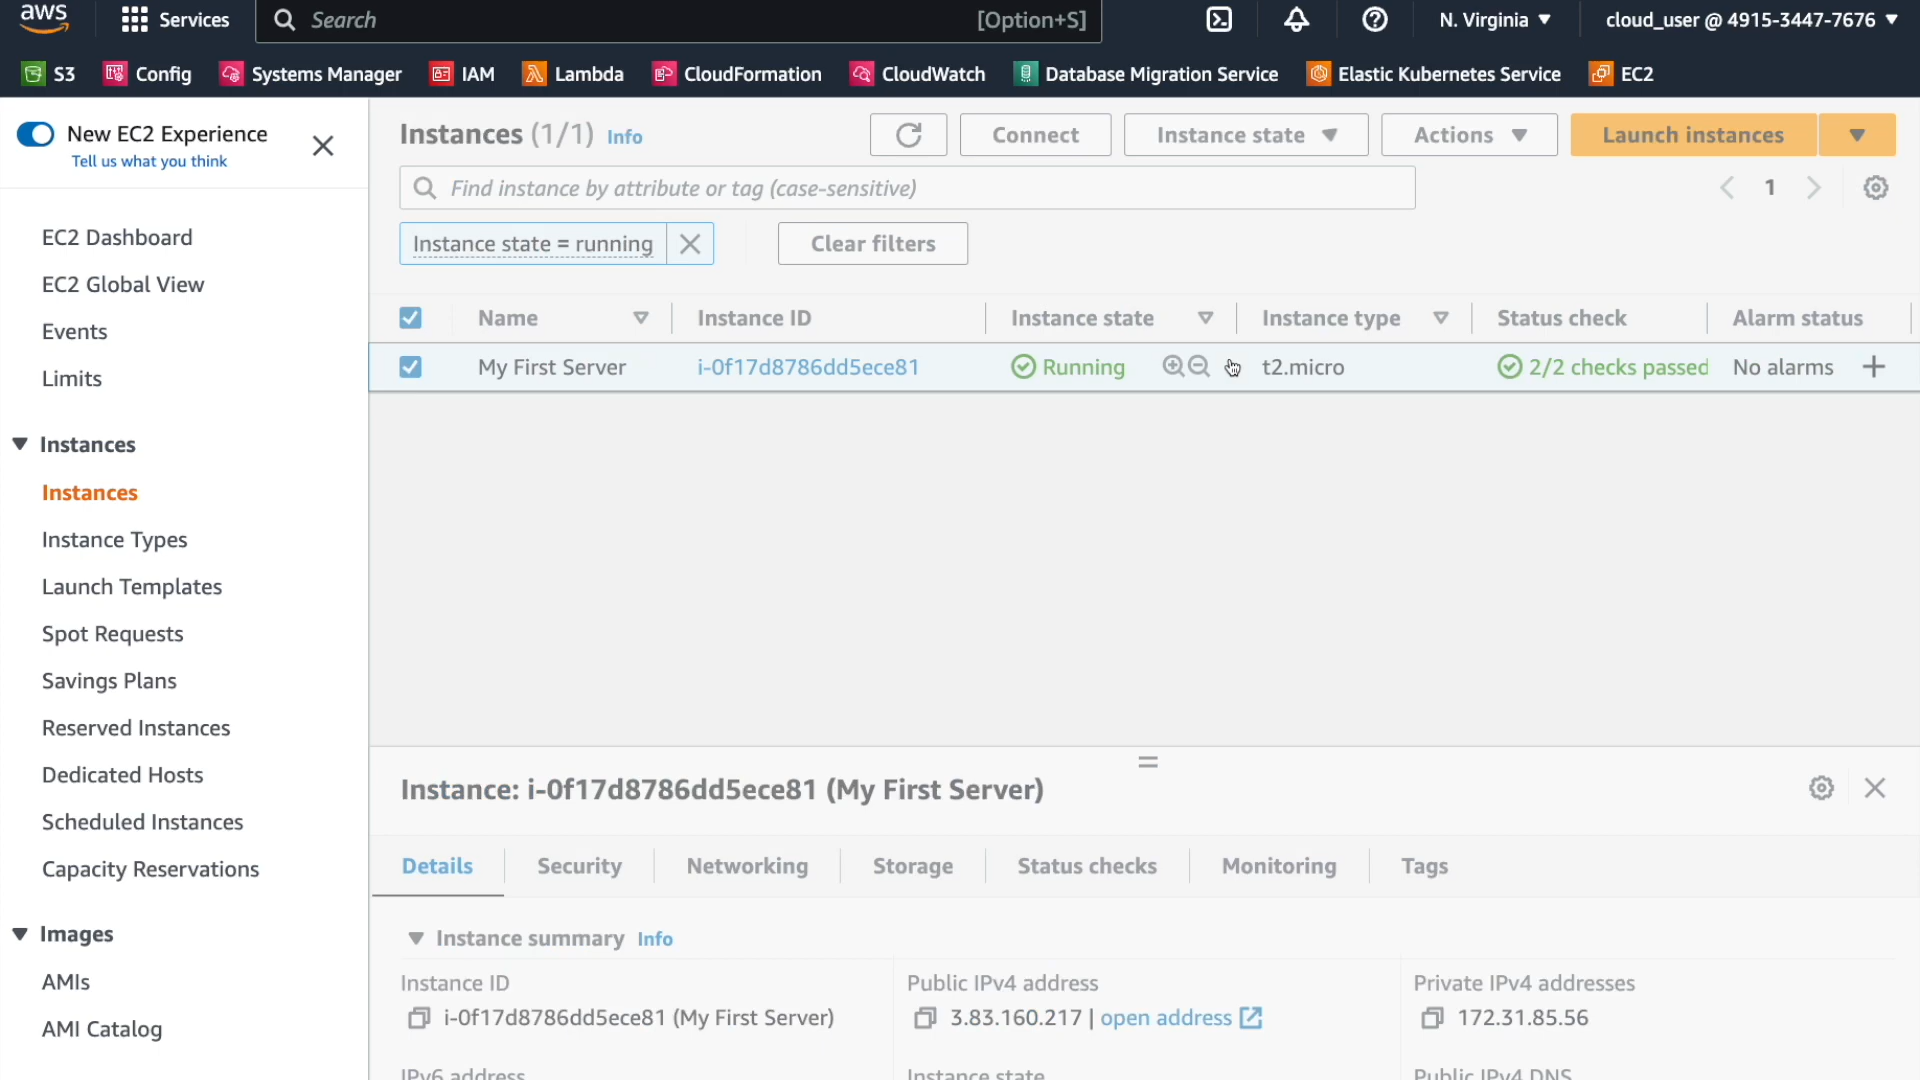 aws
Services
Search
[Option+S]
N. Virginia
cloud_user @ 4915-3447-7676
S3
Config
Systems Manager
IAM
Lambda
CloudFormation
CloudWatch
Database Migration Service
Elastic Kubernetes Service
EC2
New EC2 Experience
Tell us what you think
EC2 Dashboard
EC2 Global View
Events
Limits
Instances
Instances
Instance Types
Launch Templates
Spot Requests
Savings Plans
Reserved Instances
Dedicated Hosts
Scheduled Instances
Capacity Reservations
Images
AMIs
AMI Catalog
Instances (1/1) Info
Connect
Instance state
Actions
Launch instances
Find instance by attribute or tag (case-sensitive)
1
Instance state = running
Clear filters
Name
Instance ID
Instance state
Instance type
Status check
Alarm status
My First Server
i-0f17d8786dd5ece81
Running
t2.micro
2/2 checks passed
No alarms
Instance: i-0f17d8786dd5ece81 (My First Server)
Details
Security
Networking
Storage
Status checks
Monitoring
Tags
Instance summary Info
Instance ID
i-0f17d8786dd5ece81 (My First Server)
Public IPv4 address
3.83.160.217 | open address
Private IPv4 addresses
172.31.85.56
IPv6 address
Instance state
Public IPv4 DNS